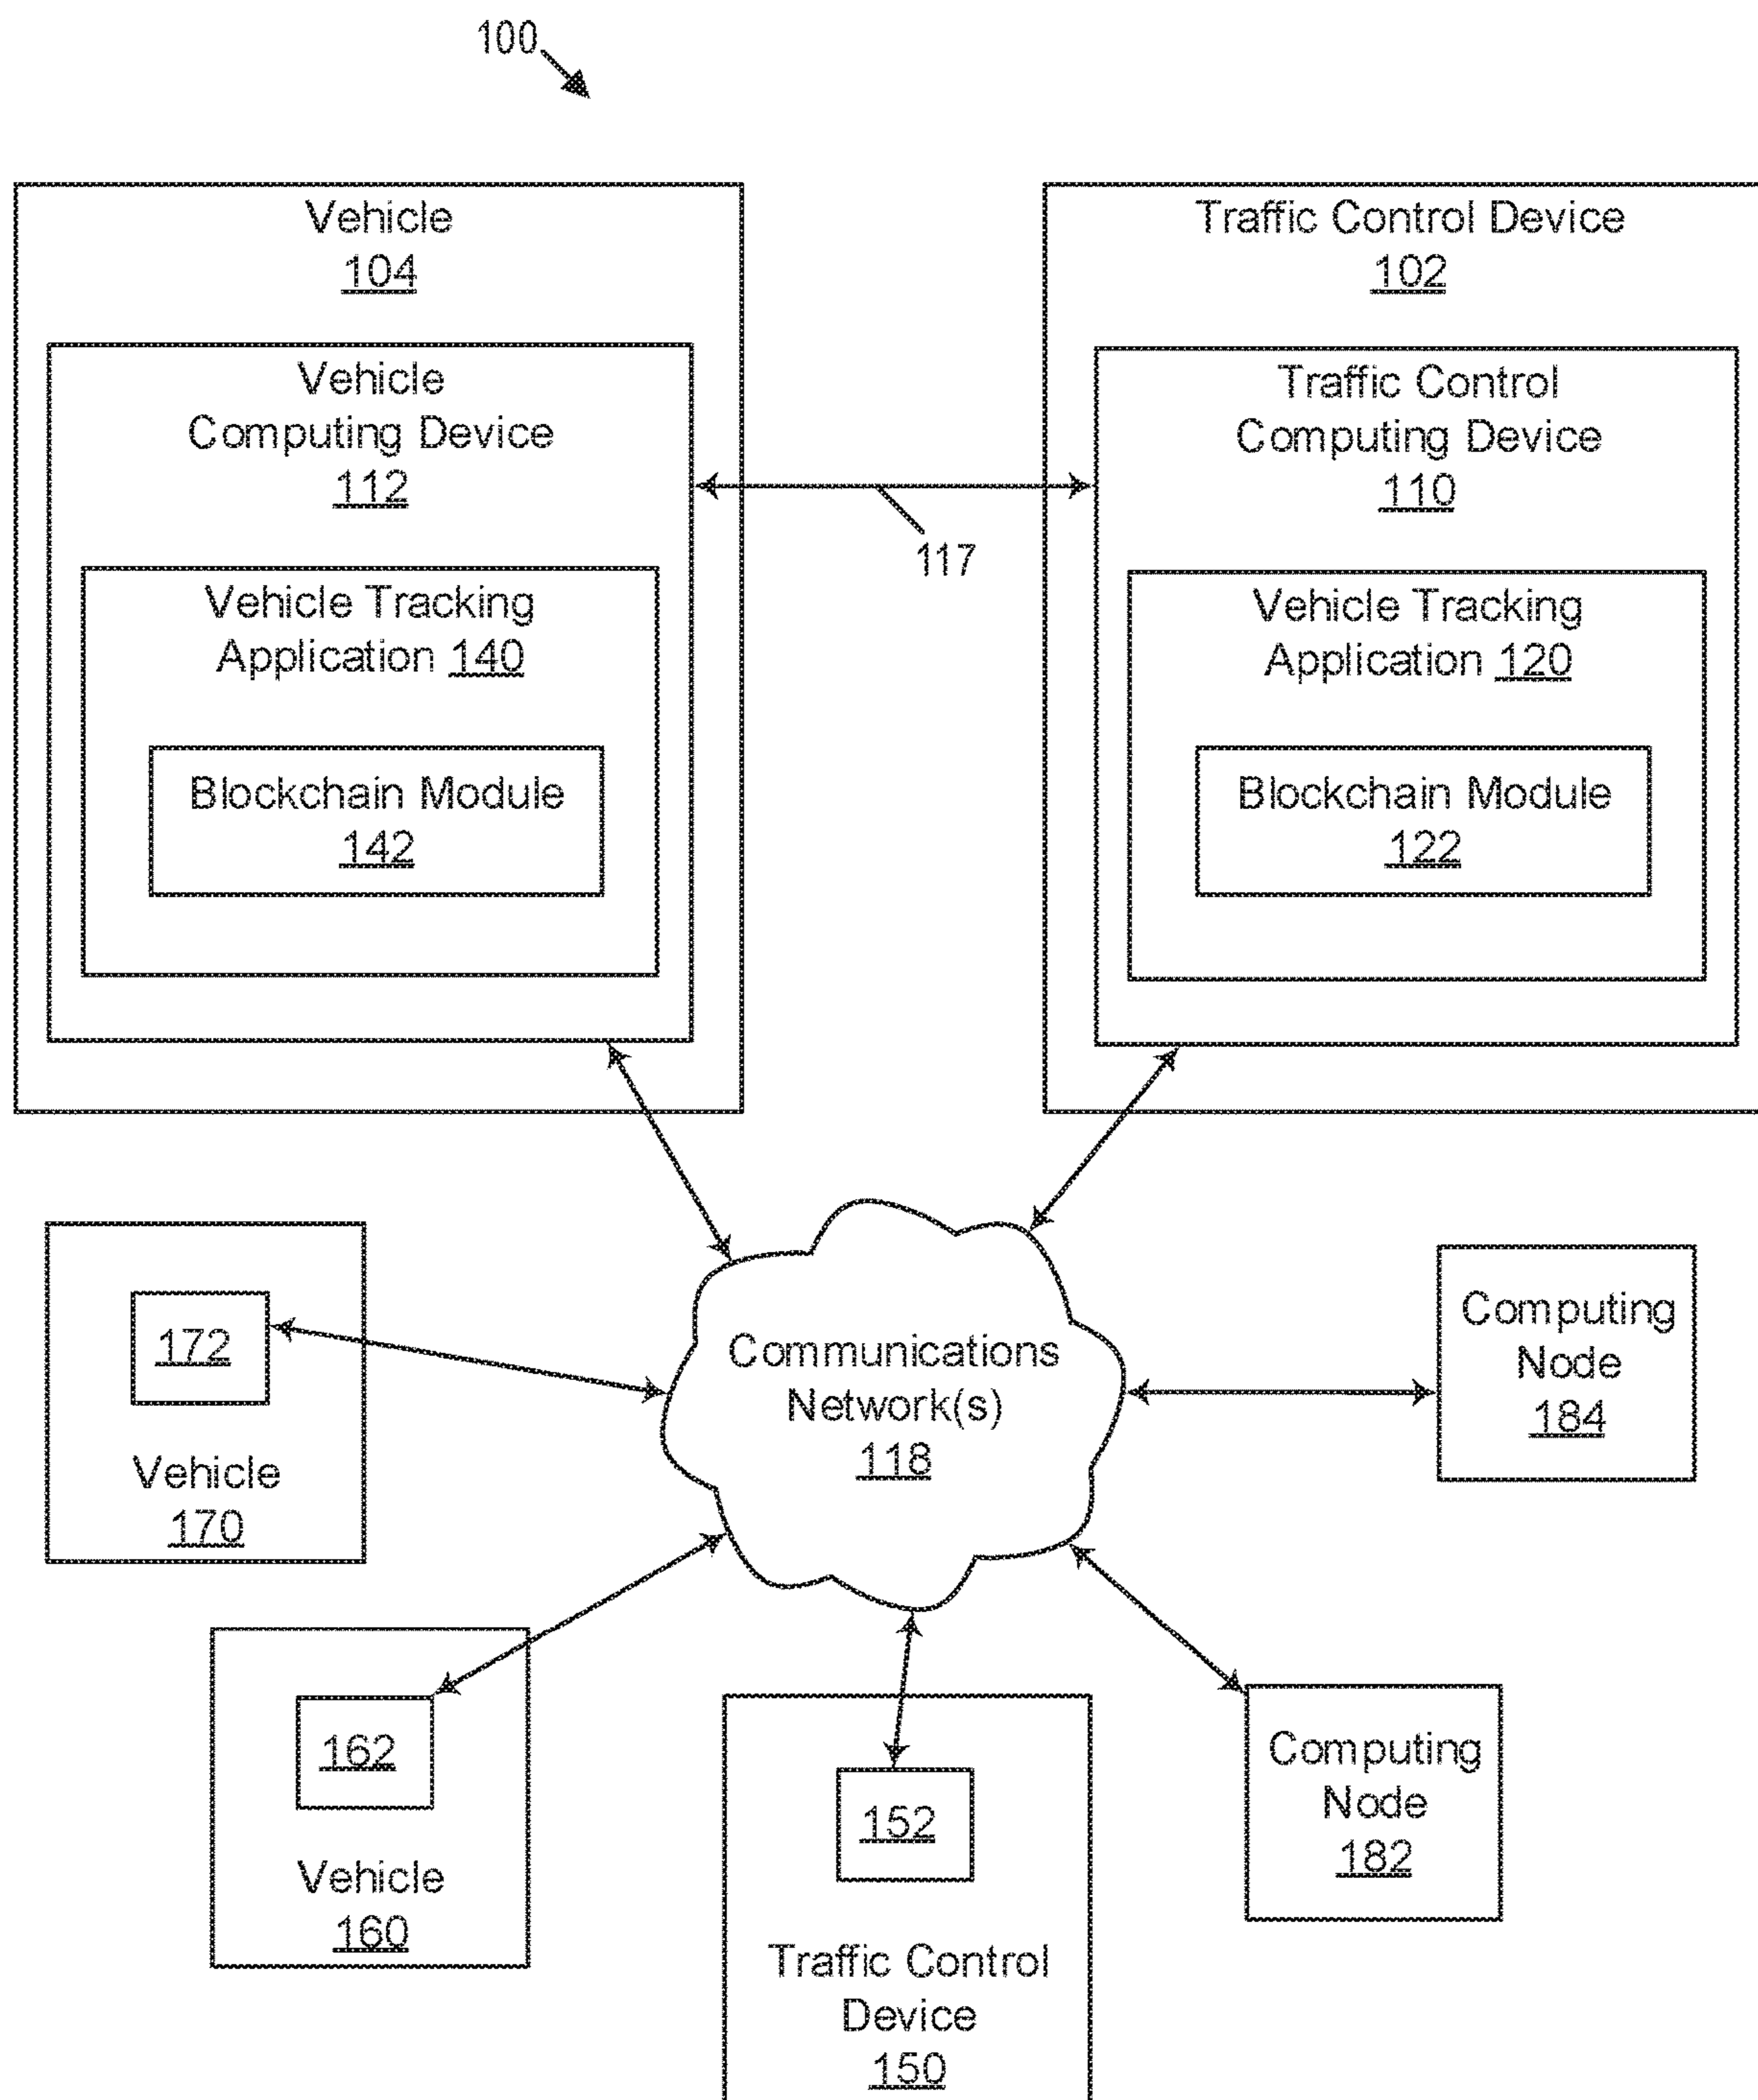 100
Vehicle
104
Vehicle
Computing Device
112
Vehicle Tracking
Application 140
Blockchain Module
142
117
Traffic Control Device
102
Traffic Control
Computing Device
110
Vehicle Tracking
Application 120
Blockchain Module
122
Communications
Network(s)
118
172
Vehicle
170
162
Vehicle
160
152
Traffic Control
Device
150
Computing
Node
182
Computing
Node
184